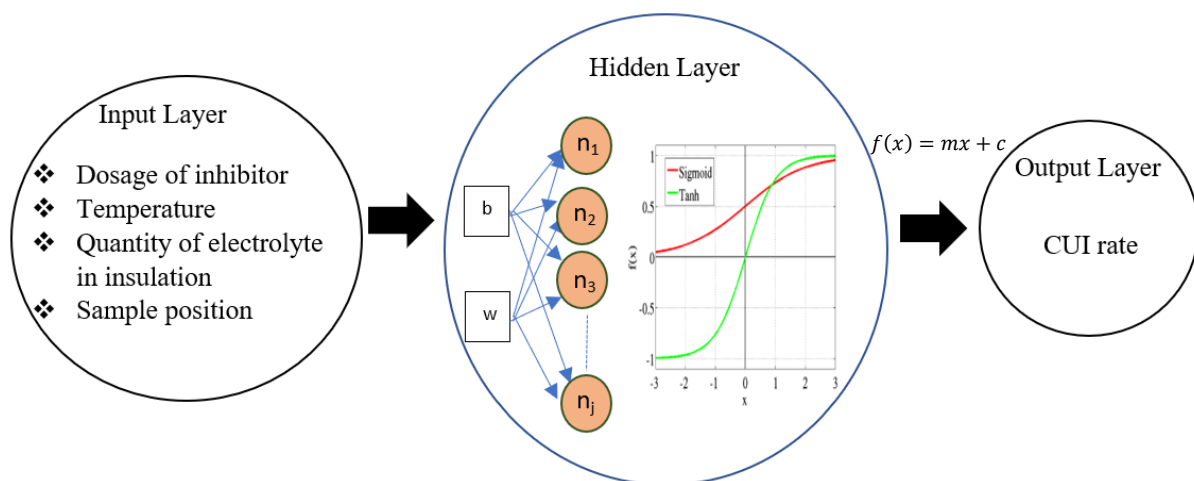 Input Layer
❖ Dosage of inhibitor
❖ Temperature
❖ Quantity of electrolyte
in insulation
❖ Sample position
Hidden Layer
b
w
n₁
n₂
n₃
nⱼ
Sigmoid
Tanh
f(x)
1
0.5
0
-0.5
-1
-3 -2 -1 0 1 2 3
x
f(x) = mx + c
Output Layer
CUI rate